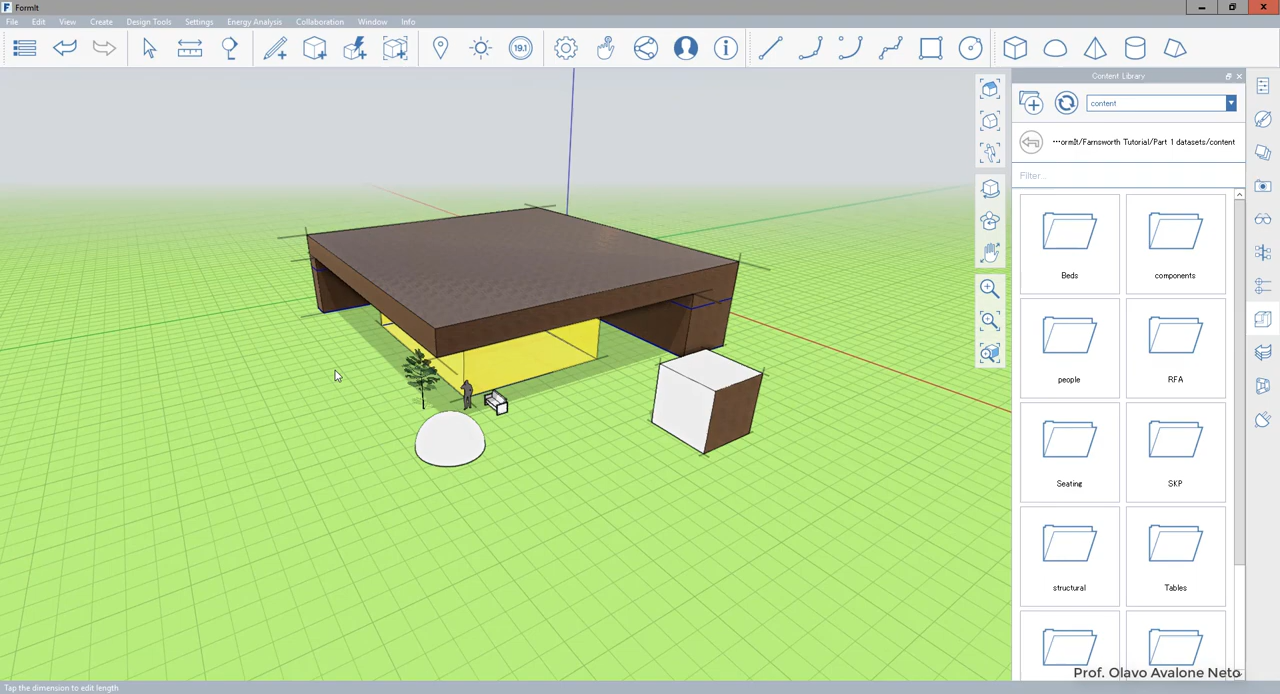 FormIt
File Edit View Create Design Tools Settings Energy Analysis Collaboration Window Info
19.1
Content Library
content
···ormIt/Farnsworth Tutorial/Part 1 datasets/content
Filter...
Beds components
people RFA
Seating SKP
structural Tables
Prof. Olavo Avalone Neto
Tap the dimension to edit length